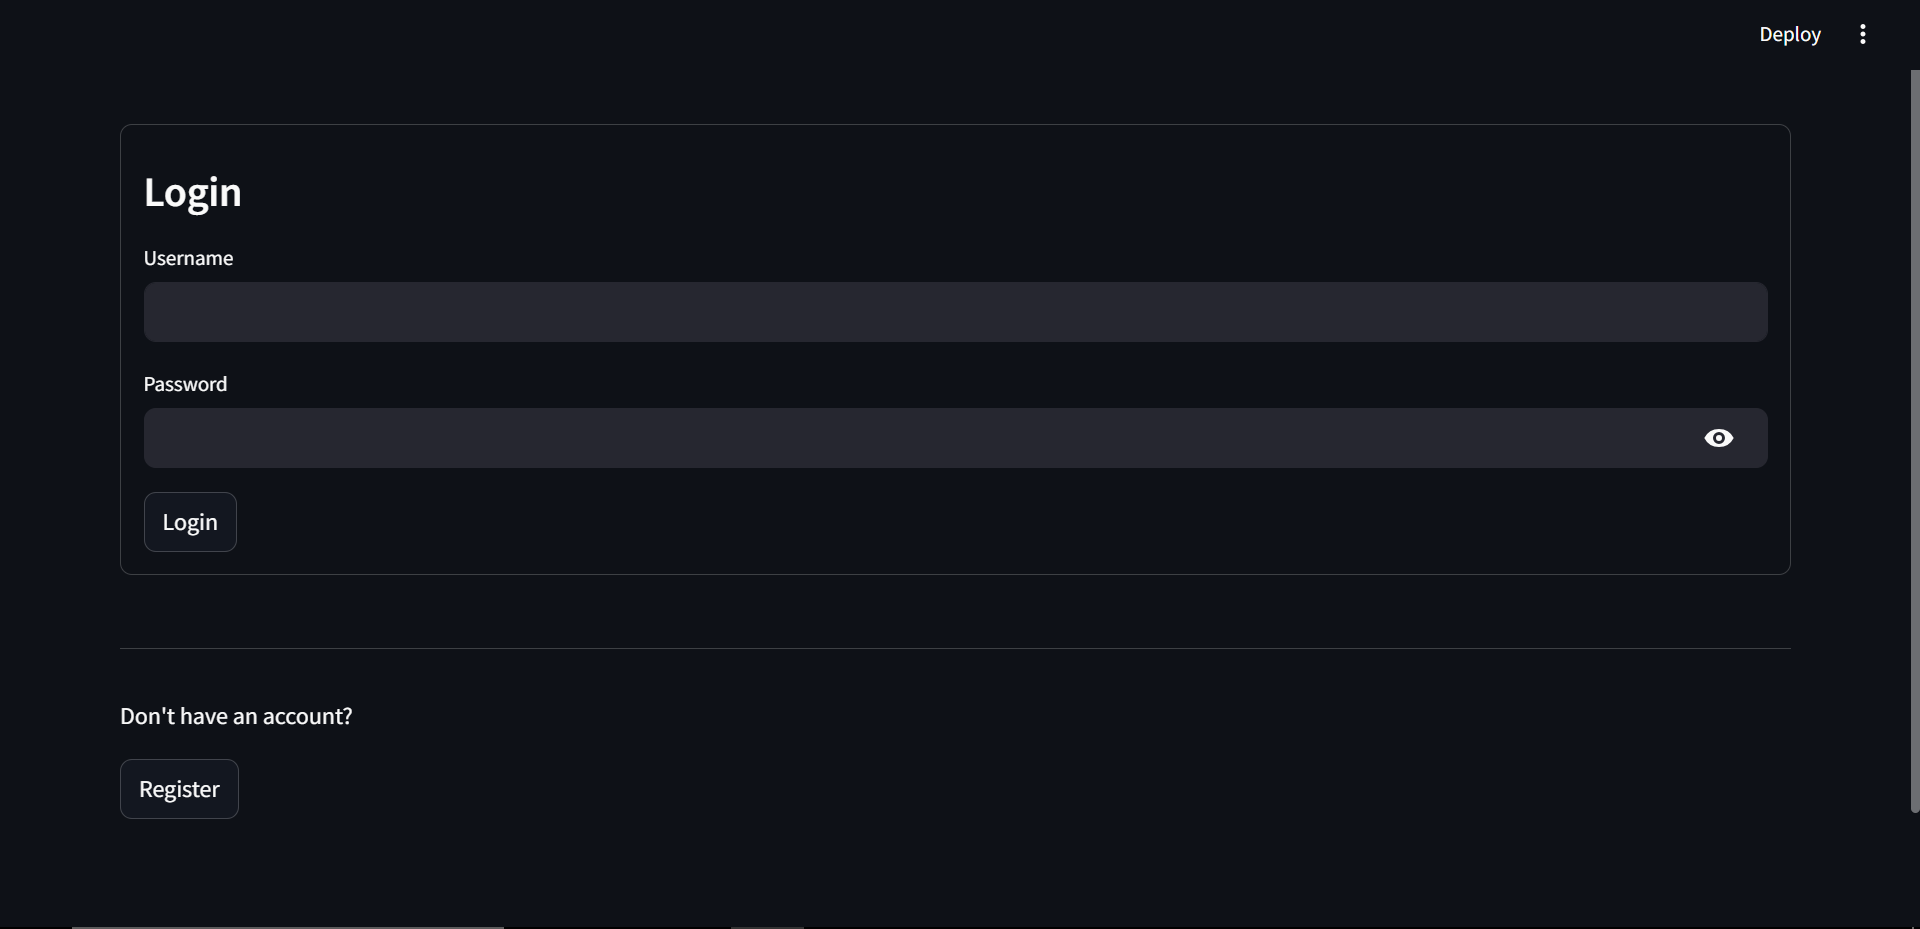 Deploy
Login
Username
Password
Login
Don't have an account?
Register